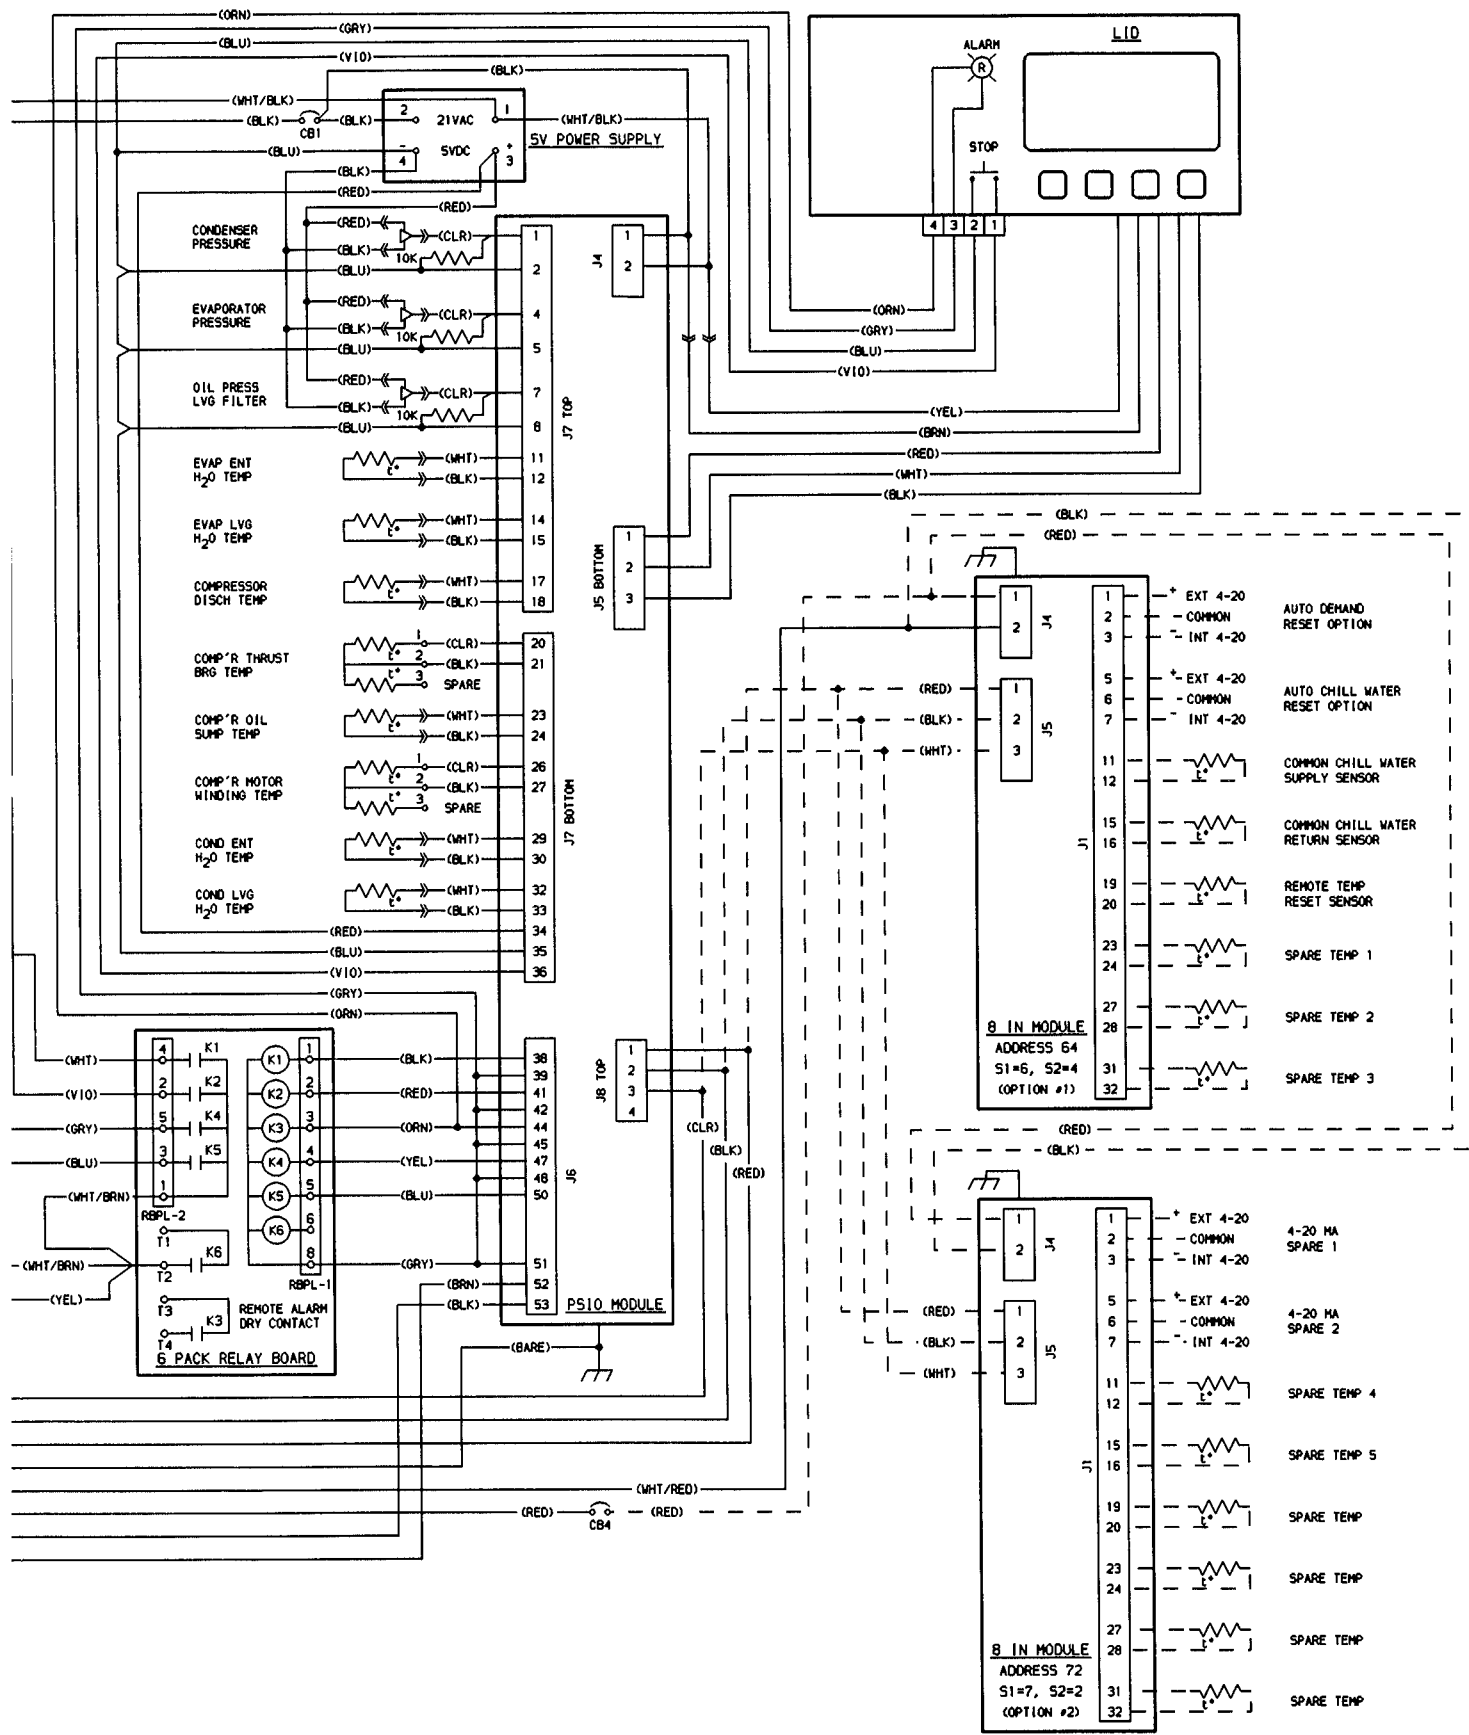 (ORN)
(GRY)
(BLU)
(VIO)
(BLK)
(WHT/BLK)
(BLK) CB1 (BLK)
2 21VAC 1
(WHT/BLK)
5V POWER SUPPLY
(BLU)
- 4 5VDC + 3
(BLK)
(RED)
(RED)
LID
ALARM
R
STOP
4 3 2 1
(ORN)
(GRY)
(BLU)
(VIO)
(YEL)
(BRN)
(RED)
(WHT)
(BLK)
CONDENSER
PRESSURE
(RED)
(CLR) 1
(BLK)
10K
(BLU) 2
EVAPORATOR
PRESSURE
(RED)
(CLR) 4
(BLK)
10K
(BLU) 5
OIL PRESS
LVG FILTER
(RED)
(CLR) 7
(BLK)
10K
(BLU) 8
J7 TOP
EVAP ENT
H2O TEMP
t° (WHT) 11
(BLK) 12
EVAP LVG
H2O TEMP
t° (WHT) 14
(BLK) 15
COMPRESSOR
DISCH TEMP
t° (WHT) 17
(BLK) 18
COMP'R THRUST
BRG TEMP
t° 1 (CLR) 20
t° 2 (BLK) 21
3 SPARE
COMP'R OIL
SUMP TEMP
t° (WHT) 23
(BLK) 24
COMP'R MOTOR
WINDING TEMP
t° 1 (CLR) 26
t° 2 (BLK) 27
3 SPARE
J7 BOTTOM
COND ENT
H2O TEMP
t° (WHT) 29
(BLK) 30
COND LVG
H2O TEMP
t° (WHT) 32
(BLK) 33
(RED) 34
(BLU) 35
(VIO) 36
(GRY)
(ORN)
J4
1
2
J5 BOTTOM
1
2
3
J8 TOP
1
2
3
4
(CLR)
(BLK)
(RED)
(WHT) 4 K1
(VIO) 2 K2
(GRY) 5 K4
(BLU) 3 K5
(WHT/BRN) 1
RBPL-2
T1
K6
(WHT/BRN) T2
(YEL)
T3
K3
T4
K1 1 (BLK) 38
39
K2 2 (RED) 41
42
K3 3 (ORN) 44
45
K4 4 (YEL) 47
48
K5 5 (BLU) 50
K6 6
8 (GRY) 51
RBPL-1
(BRN) 52
(BLK) 53
J6
REMOTE ALARM
DRY CONTACT
6 PACK RELAY BOARD
PSIO MODULE
(BARE)
(WHT/RED)
(RED) CB4 (RED)
(BLK)
(RED)
J4
1
2
(RED) 1
(BLK) 2
(WHT) 3
J5
J1
1 + EXT 4-20
2 COMMON
3 - INT 4-20
AUTO DEMAND
RESET OPTION
5 + EXT 4-20
6 COMMON
7 - INT 4-20
AUTO CHILL WATER
RESET OPTION
11
12 t°
COMMON CHILL WATER
SUPPLY SENSOR
15
16 t°
COMMON CHILL WATER
RETURN SENSOR
19
20 t°
REMOTE TEMP
RESET SENSOR
23
24 t°
SPARE TEMP 1
27
28 t°
SPARE TEMP 2
31
32 t°
SPARE TEMP 3
8 IN MODULE
ADDRESS 64
S1=6, S2=4
(OPTION #1)
(RED)
(BLK)
J4
1
2
(RED) 1
(BLK) 2
(WHT) 3
J5
J1
1 + EXT 4-20
2 COMMON
3 - INT 4-20
4-20 MA
SPARE 1
5 + EXT 4-20
6 COMMON
7 - INT 4-20
4-20 MA
SPARE 2
11
12 t°
SPARE TEMP 4
15
16 t°
SPARE TEMP 5
19
20 t°
SPARE TEMP
23
24 t°
SPARE TEMP
27
28 t°
SPARE TEMP
31
32 t°
SPARE TEMP
8 IN MODULE
ADDRESS 72
S1=7, S2=2
(OPTION #2)